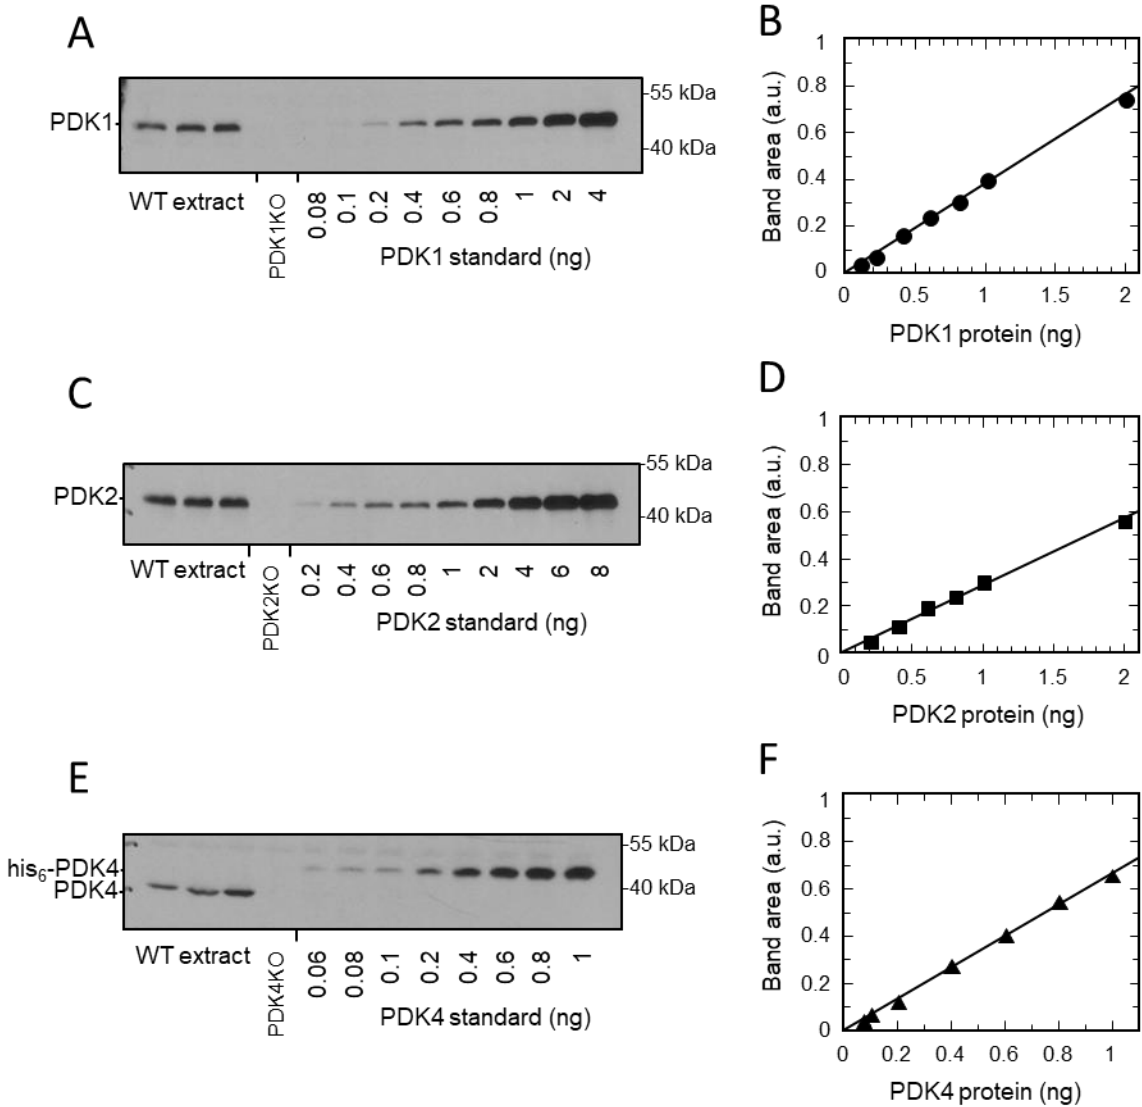 A
PDK1
55 kDa
40 kDa
WT extract
PDK1KO
0.08
0.1
0.2
0.4
0.6
0.8
1
2
4
PDK1 standard (ng)
B
Band area (a.u.)
1
0.8
0.6
0.4
0.2
0
0 0.5 1 1.5 2
PDK1 protein (ng)
C
PDK2
55 kDa
40 kDa
WT extract
PDK2KO
0.2
0.4
0.6
0.8
1
2
4
6
8
PDK2 standard (ng)
D
Band area (a.u.)
1
0.8
0.6
0.4
0.2
0
0 0.5 1 1.5 2
PDK2 protein (ng)
E
his6-PDK4
PDK4
55 kDa
40 kDa
WT extract
PDK4KO
0.06
0.08
0.1
0.2
0.4
0.6
0.8
1
PDK4 standard (ng)
F
Band area (a.u.)
1
0.8
0.6
0.4
0.2
0
0 0.2 0.4 0.6 0.8 1
PDK4 protein (ng)